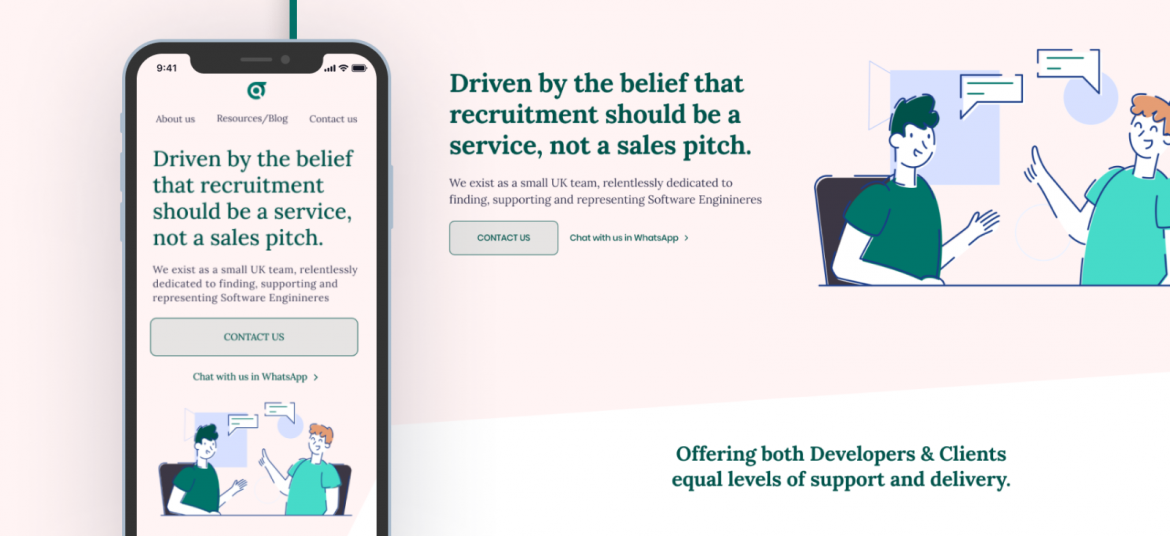 9:41
About us
Resources/Blog
Contact us
Driven by the belief
that recruitment
should be a service,
not a sales pitch.
We exist as a small UK team, relentlessly
dedicated to finding, supporting and
representing Software Enginineres
CONTACT US
Chat with us in WhatsApp >
Driven by the belief that
recruitment should be a
service, not a sales pitch.
We exist as a small UK team, relentlessly dedicated to
finding, supporting and representing Software Enginineres
CONTACT US
Chat with us in WhatsApp >
Offering both Developers & Clients
equal levels of support and delivery.